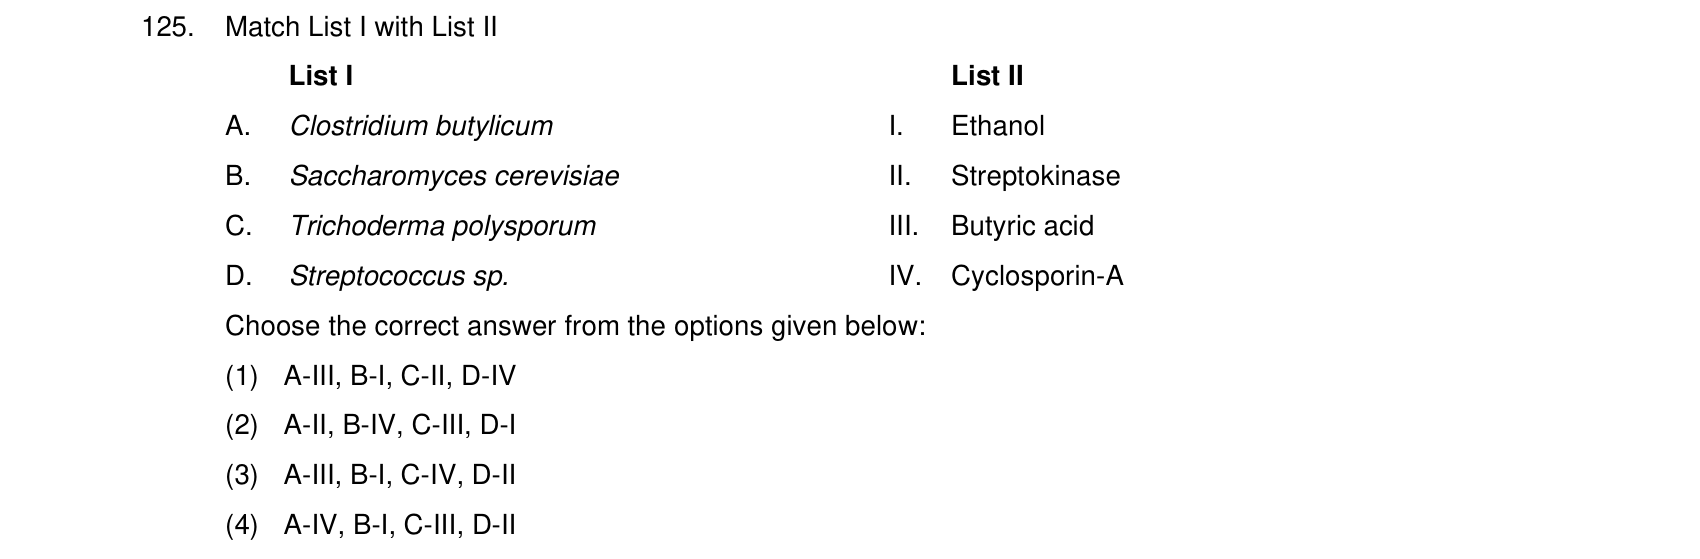 125. Match List I with List II
List I List II
A. Clostridium butylicum I. Ethanol
B. Saccharomyces cerevisiae II. Streptokinase
C. Trichoderma polysporum III. Butyric acid
D. Streptococcus sp. IV. Cyclosporin-A
Choose the correct answer from the options given below:
(1) A-III, B-I, C-II, D-IV
(2) A-II, B-IV, C-III, D-I
(3) A-III, B-I, C-IV, D-II
(4) A-IV, B-I, C-III, D-II